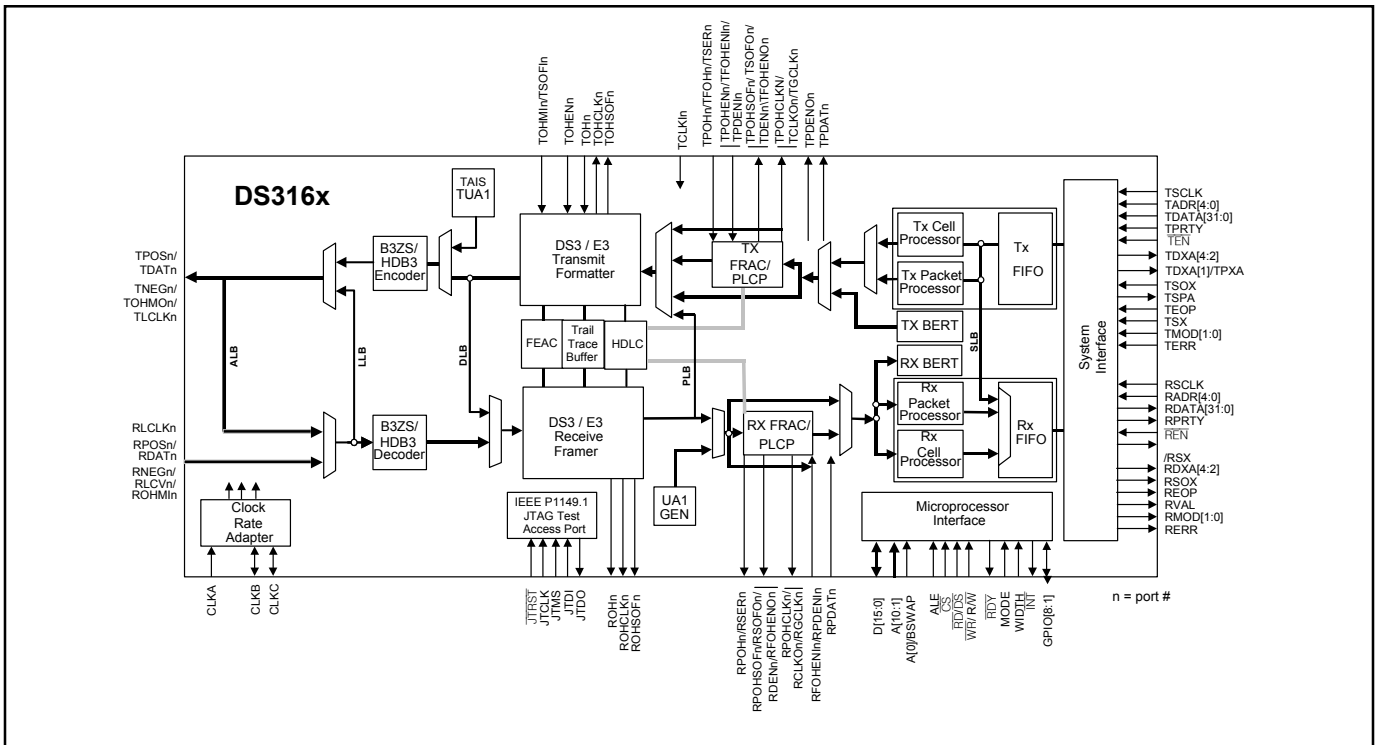 TOHMIn/TSOFIn
TOHENn
TOHn
TOHCLKn
TOHSOFn
TCLKIn
TPOHn/TFOHn/TSERn
TPOHENn/TFOHENIn/
TPDENIn
TPOHSOFn/ TSOFOn/
TDENn\TFOHENOn
TPOHCLKN/
TCLKOn/TGCLKn
TPDENOn
TPDATn
DS316x
TAIS
TUA1
TPOSn/
TDATn
TNEGn/
TOHMOn/
TLCLKn
B3ZS/
HDB3
Encoder
DS3 / E3
Transmit
Formatter
TX
FRAC/
PLCP
Tx Cell
Processor
Tx Packet
Processor
Tx
FIFO
TX BERT
RX BERT
FEAC
Trail
Trace
Buffer
HDLC
ALB
LLB
DLB
PLB
SLB
System
Interface
TSCLK
TADR[4:0]
TDATA[31:0]
TPRTY
TEN
TDXA[4:2]
TDXA[1]/TPXA
TSOX
TSPA
TEOP
TSX
TMOD[1:0]
TERR
RSCLK
RADR[4:0]
RDATA[31:0]
RPRTY
REN
/RSX
RDXA[4:2]
RSOX
REOP
RVAL
RMOD[1:0]
RERR
RLCLKn
RPOSn/
RDATn
RNEGn/
RLCVn/
ROHMIn
B3ZS/
HDB3
Decoder
DS3 / E3
Receive
Framer
RX FRAC/
PLCP
Rx
Packet
Processor
Rx
Cell
Processor
Rx
FIFO
UA1
GEN
Clock
Rate
Adapter
IEEE P1149.1
JTAG Test
Access Port
Microprocessor
Interface
CLKA
CLKB
CLKC
JTRST
JTCLK
JTMS
JTDI
JTDO
ROHn
ROHCLKn
ROHSOFn
RPOHn/RSERn
RPOHSOFn/RSOFOn/
RDENn/RFOHENOn
RPOHCLKn/
RCLKOn/RGCLKn
RFOHENIn/RPDENIn
RPDATn
D[15:0]
A[10:1]
A[0]/BSWAP
ALE
CS
RD/DS
WR/ R/W
RDY
MODE
WIDTH
INT
GPIO[8:1]
n = port #